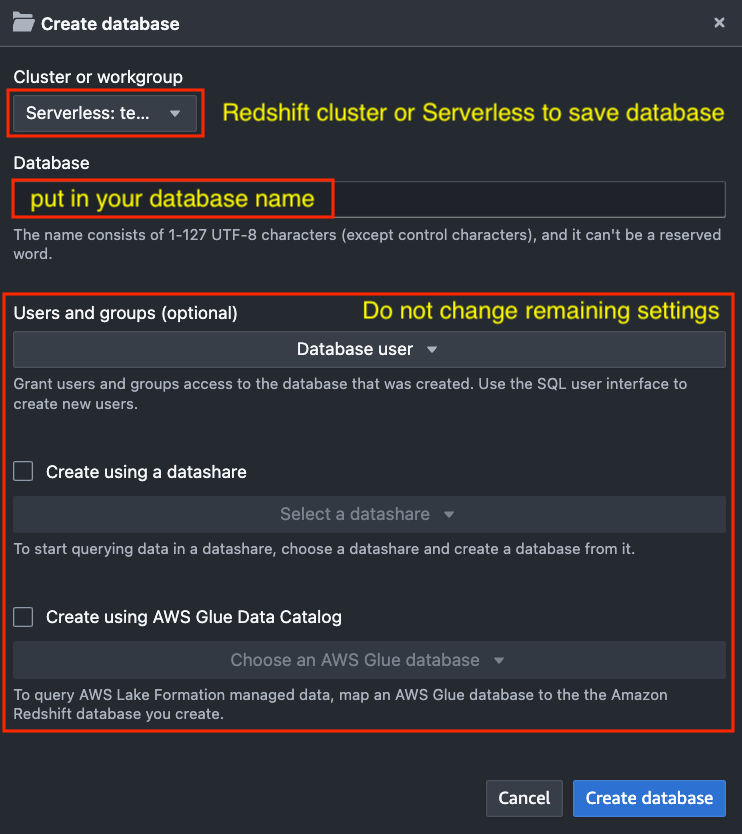 Create database
×
Cluster or workgroup
Serverless: te...
Redshift cluster or Serverless to save database
Database
put in your database name
The name consists of 1-127 UTF-8 characters (except control characters), and it can't be a reserved
word.
Users and groups (optional)
Do not change remaining settings
Database user
Grant users and groups access to the database that was created. Use the SQL user interface to
create new users.
Create using a datashare
Select a datashare
To start querying data in a datashare, choose a datashare and create a database from it.
Create using AWS Glue Data Catalog
Choose an AWS Glue database
To query AWS Lake Formation managed data, map an AWS Glue database to the the Amazon
Redshift database you create.
Cancel
Create database